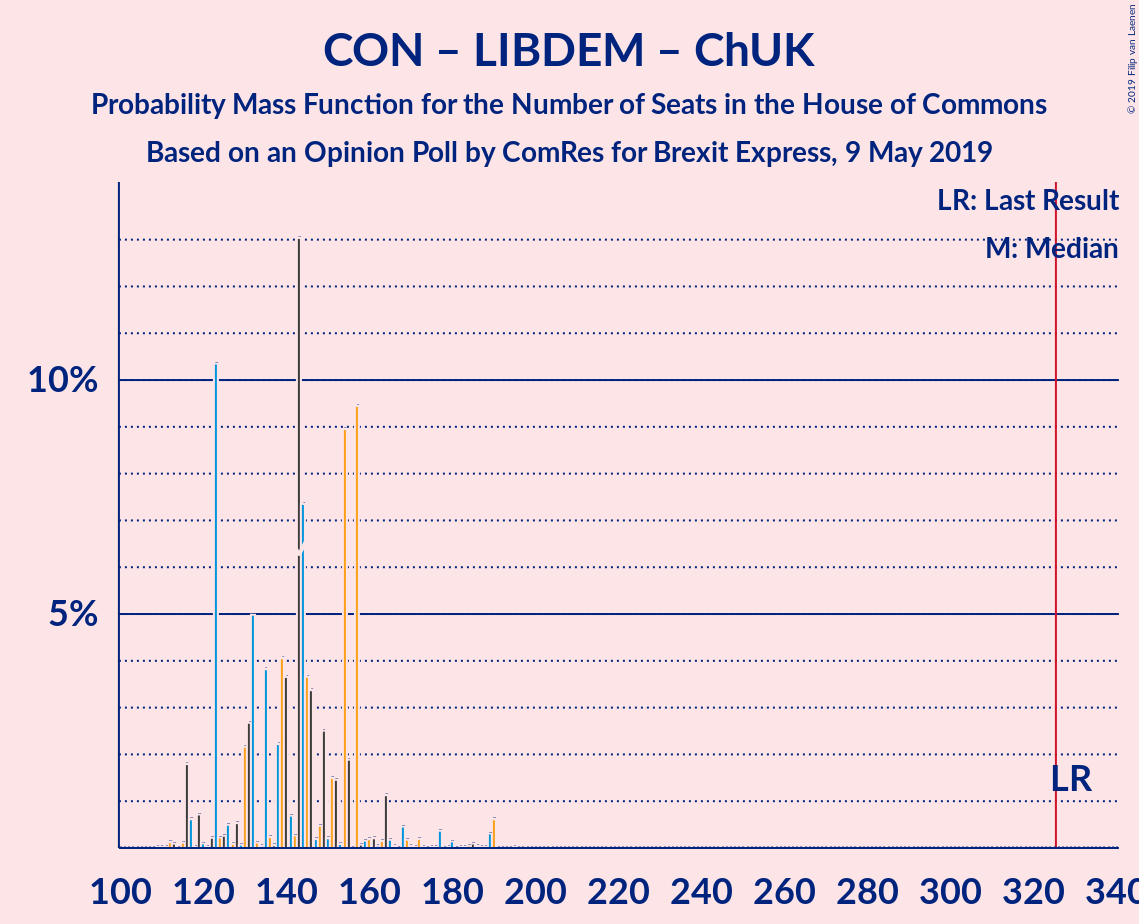 CON – LIBDEM – ChUK
Probability Mass Function for the Number of Seats in the House of Commons
Based on an Opinion Poll by ComRes for Brexit Express, 9 May 2019
© 2019 Filip van Laenen
LR: Last Result
M: Median
10%
5%
LR
100 120 140 160 180 200 220 240 260 280 300 320 340